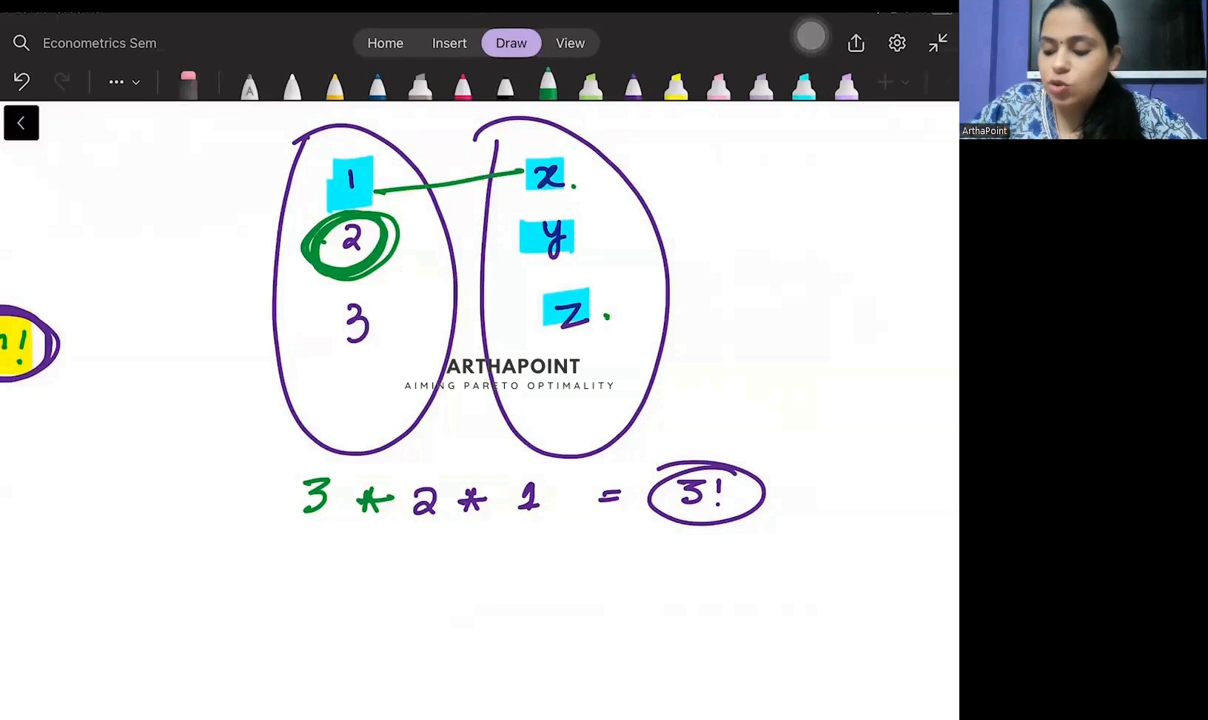 Econometrics Sem
Home Insert Draw View
A
ArthaPoint
1 x
2 y
3 z
!
ARTHAPOINT
AIMING PARETO OPTIMALITY
3 * 2 * 1 = 3!